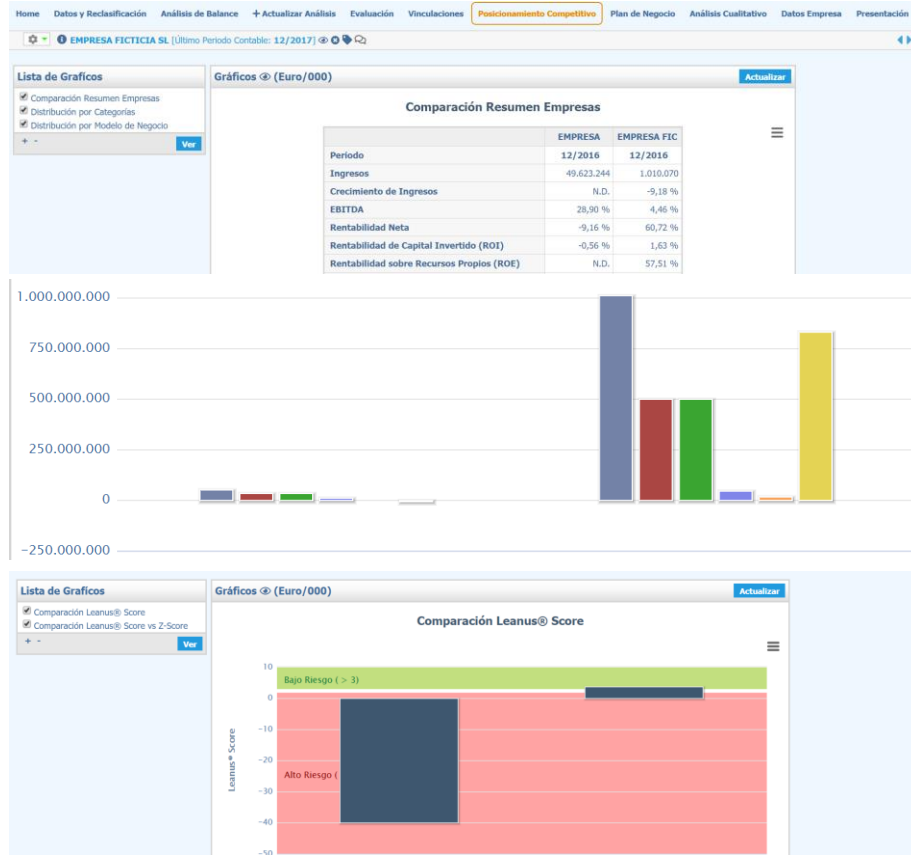 Home Datos y Reclasificación Análisis de Balance + Actualizar Análisis Evaluación Vinculaciones Posicionamiento Competitivo Plan de Negocio Análisis Cualitativo Datos Empresa Presentación
EMPRESA FICTICIA SL [Último Periodo Contable: 12/2017]
Lista de Graficos
Comparación Resumen Empresas
Distribución por Categorías
Distribución por Modelo de Negocio
+ -
Ver
Gráficos (Euro/000)
Actualizar
Comparación Resumen Empresas
EMPRESA EMPRESA FIC
Período 12/2016 12/2016
Ingresos 49.623.244 1.010.070
Crecimiento de Ingresos N.D. -9,18 %
EBITDA 28,90 % 4,46 %
Rentabilidad Neta -9,16 % 60,72 %
Rentabilidad de Capital Invertido (ROI) -0,56 % 1,63 %
Rentabilidad sobre Recursos Propios (ROE) N.D. 57,51 %
1.000.000.000
750.000.000
500.000.000
250.000.000
0
-250.000.000
Lista de Graficos
Comparación Leanus® Score
Comparación Leanus® Score vs Z-Score
+ -
Ver
Gráficos (Euro/000)
Actualizar
Comparación Leanus® Score
10
Bajo Riesgo ( > 3)
0
-10
-20
Alto Riesgo (
-30
-40
-50
Leanus® Score